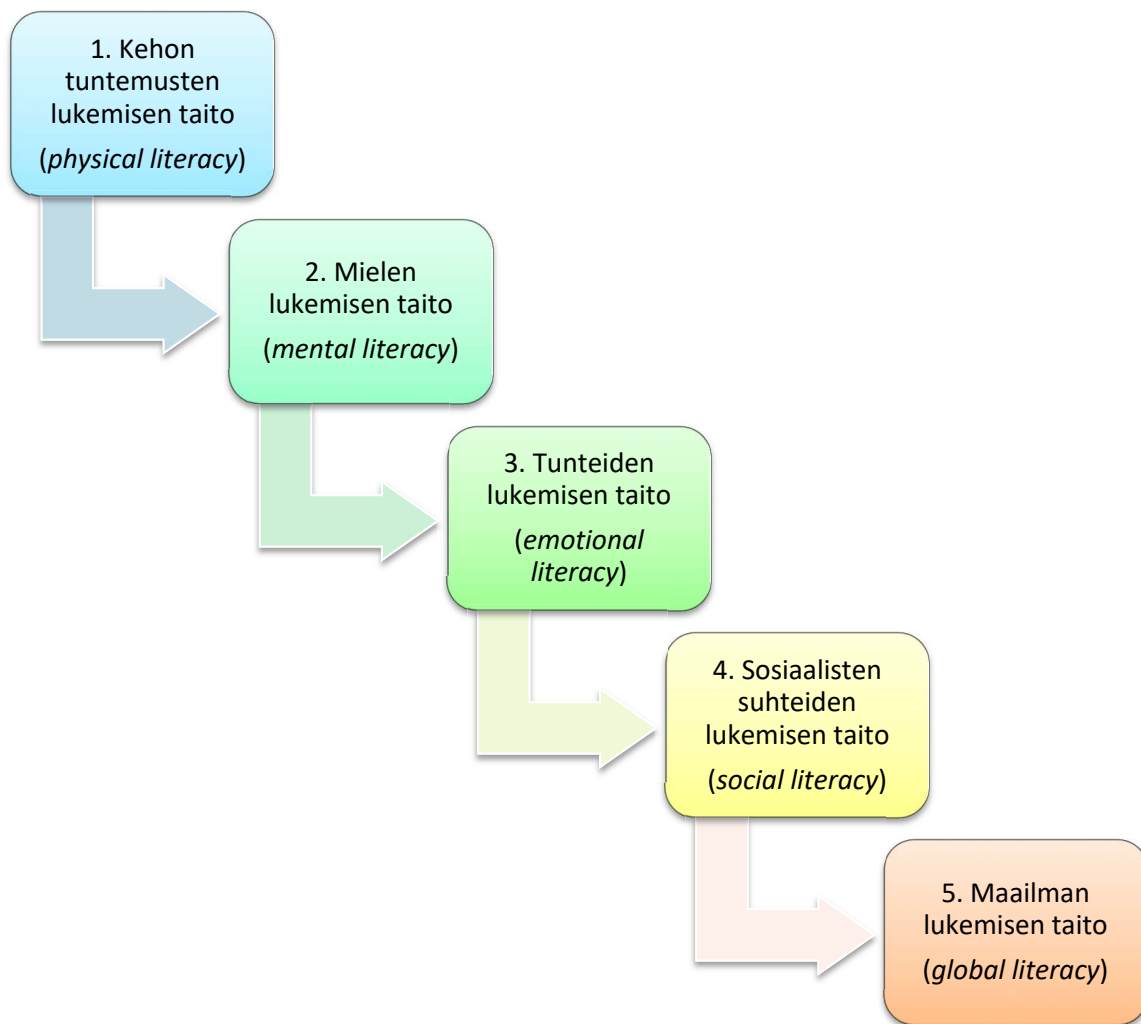 1. Kehon
tuntemusten
lukemisen taito
(physical literacy)
2. Mielen
lukemisen taito
(mental literacy)
3. Tunteiden
lukemisen taito
(emotional
literacy)
4. Sosiaalisten
suhteiden
lukemisen taito
(social literacy)
5. Maailman
lukemisen taito
(global literacy)